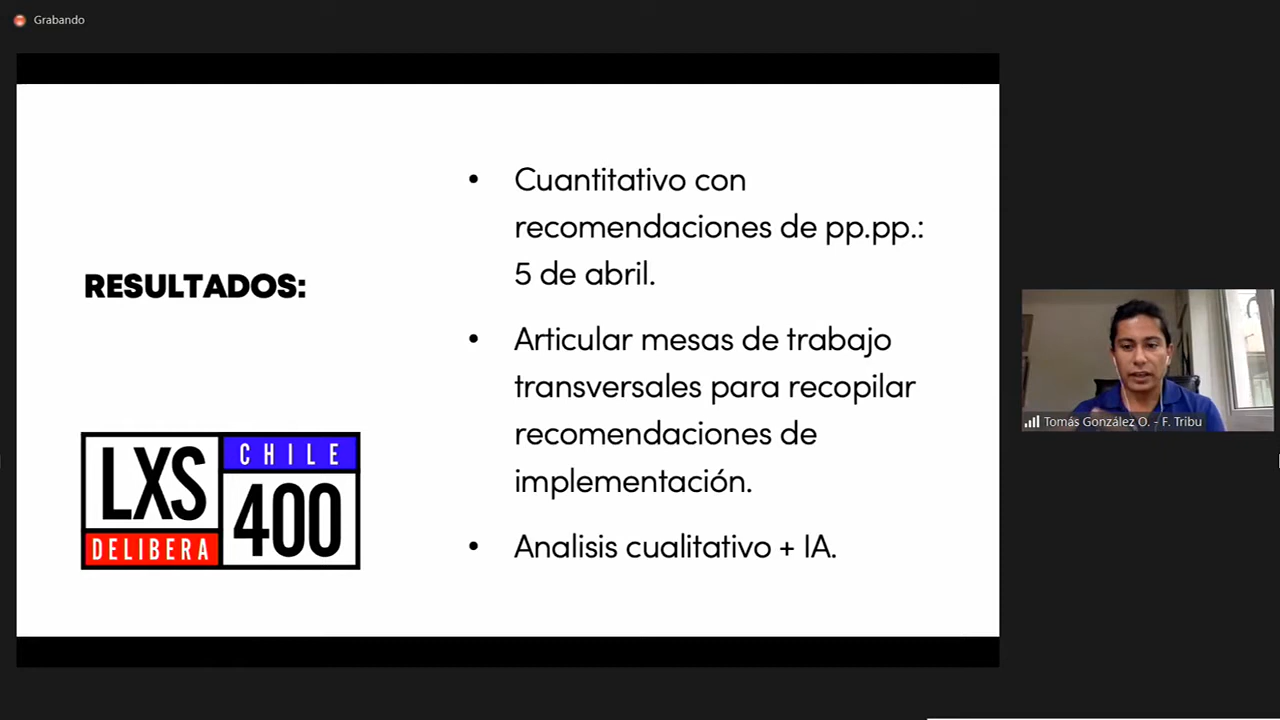 Grabando
RESULTADOS:
LXS
CHILE
DELIBERA
400
• Cuantitativo con
recomendaciones de pp.pp.:
5 de abril.
• Articular mesas de trabajo
transversales para recopilar
recomendaciones de
implementación.
• Analisis cualitativo + IA.
Tomás González O. - F. Tribu